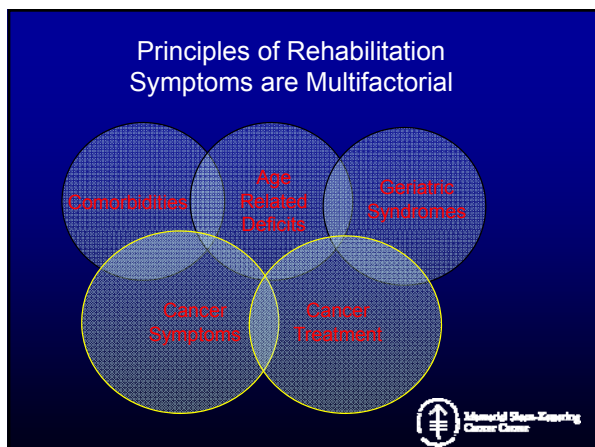 Principles of Rehabilitation
Symptoms are Multifactorial
Comorbidities
Age
Related
Deficits
Geriatric
Syndromes
Cancer
Symptoms
Cancer
Treatment
Memorial Sloan-Kettering
Cancer Center